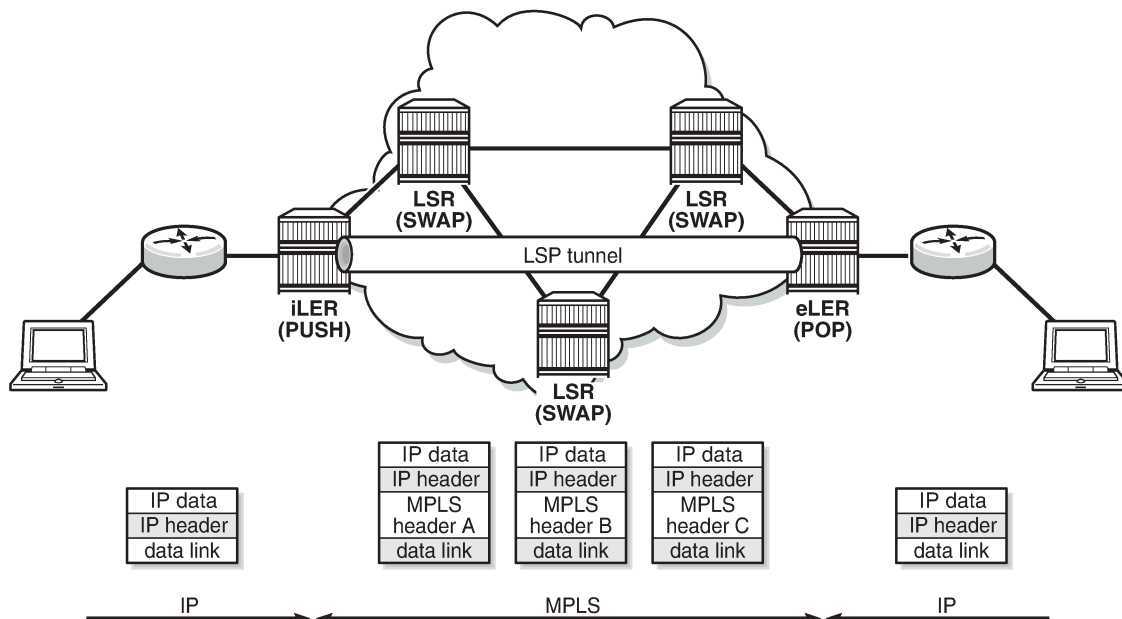 LSR
(SWAP)
LSR
(SWAP)
LSP tunnel
iLER
(PUSH)
eLER
(POP)
LSR
(SWAP)
IP data
IP header
data link
IP data
IP header
MPLS
header A
data link
IP data
IP header
MPLS
header B
data link
IP data
IP header
MPLS
header C
data link
IP data
IP header
data link
IP
MPLS
IP